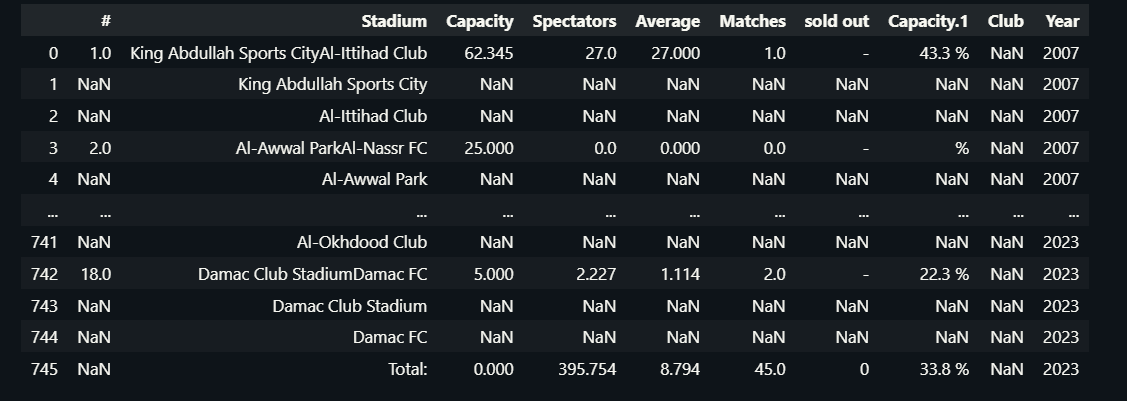 # Stadium Capacity Spectators Average Matches sold out Capacity.1 Club Year
0 1.0 King Abdullah Sports CityAl-Ittihad Club 62.345 27.0 27.000 1.0 - 43.3 % NaN 2007
1 NaN King Abdullah Sports City NaN NaN NaN NaN NaN NaN NaN 2007
2 NaN Al-Ittihad Club NaN NaN NaN NaN NaN NaN NaN 2007
3 2.0 Al-Awwal ParkAl-Nassr FC 25.000 0.0 0.000 0.0 - % NaN 2007
4 NaN Al-Awwal Park NaN NaN NaN NaN NaN NaN NaN 2007
... ... ... ... ... ... ... ... ... ... ...
741 NaN Al-Okhdood Club NaN NaN NaN NaN NaN NaN NaN 2023
742 18.0 Damac Club StadiumDamac FC 5.000 2.227 1.114 2.0 - 22.3 % NaN 2023
743 NaN Damac Club Stadium NaN NaN NaN NaN NaN NaN NaN 2023
744 NaN Damac FC NaN NaN NaN NaN NaN NaN NaN 2023
745 NaN Total: 0.000 395.754 8.794 45.0 0 33.8 % NaN 2023